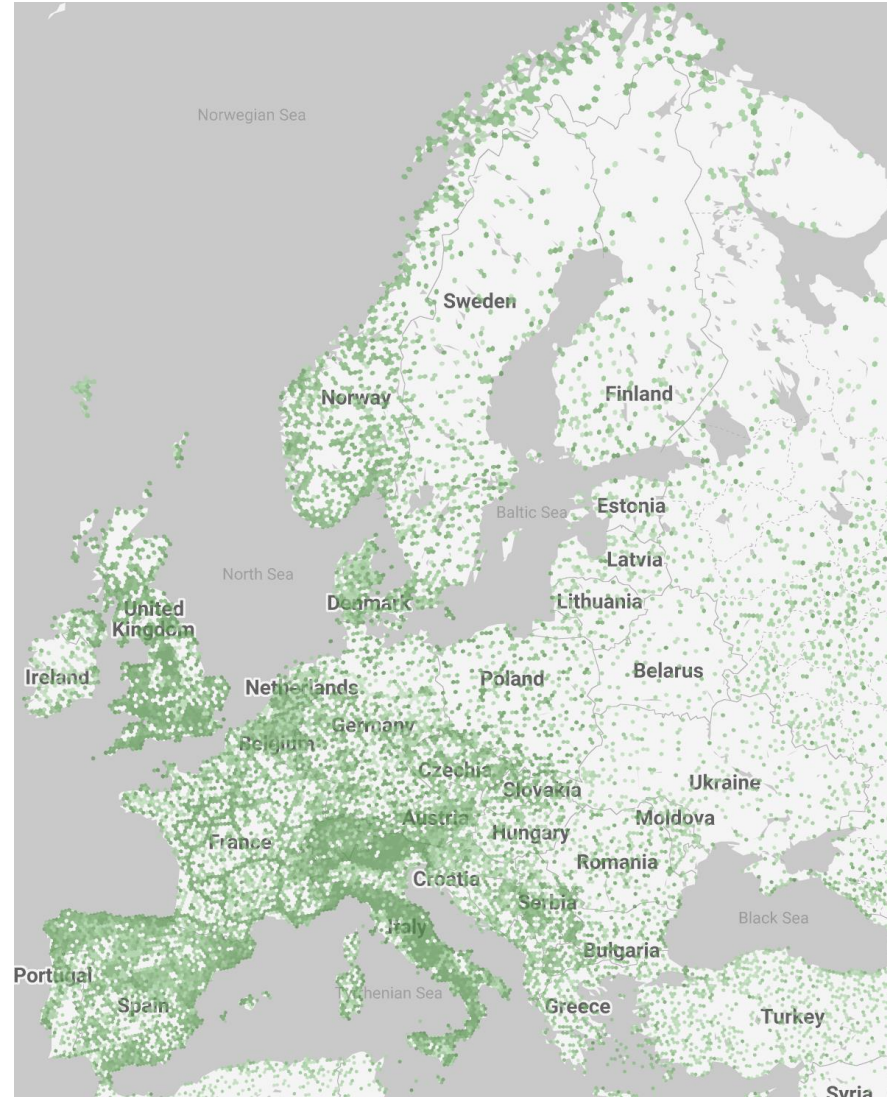 Norwegian Sea
Sweden
Norway
Finland
Baltic Sea
Estonia
North Sea
Latvia
Denmark
Lithuania
United
Kingdom
Ireland
Netherlands
Poland
Belarus
Germany
Belgium
Czechia
Slovakia
Ukraine
Austria
Moldova
France
Hungary
Romania
Croatia
Serbia
Black Sea
Italy
Bulgaria
Portugal
Spain
Tyrrhenian Sea
Greece
Turkey
Syria